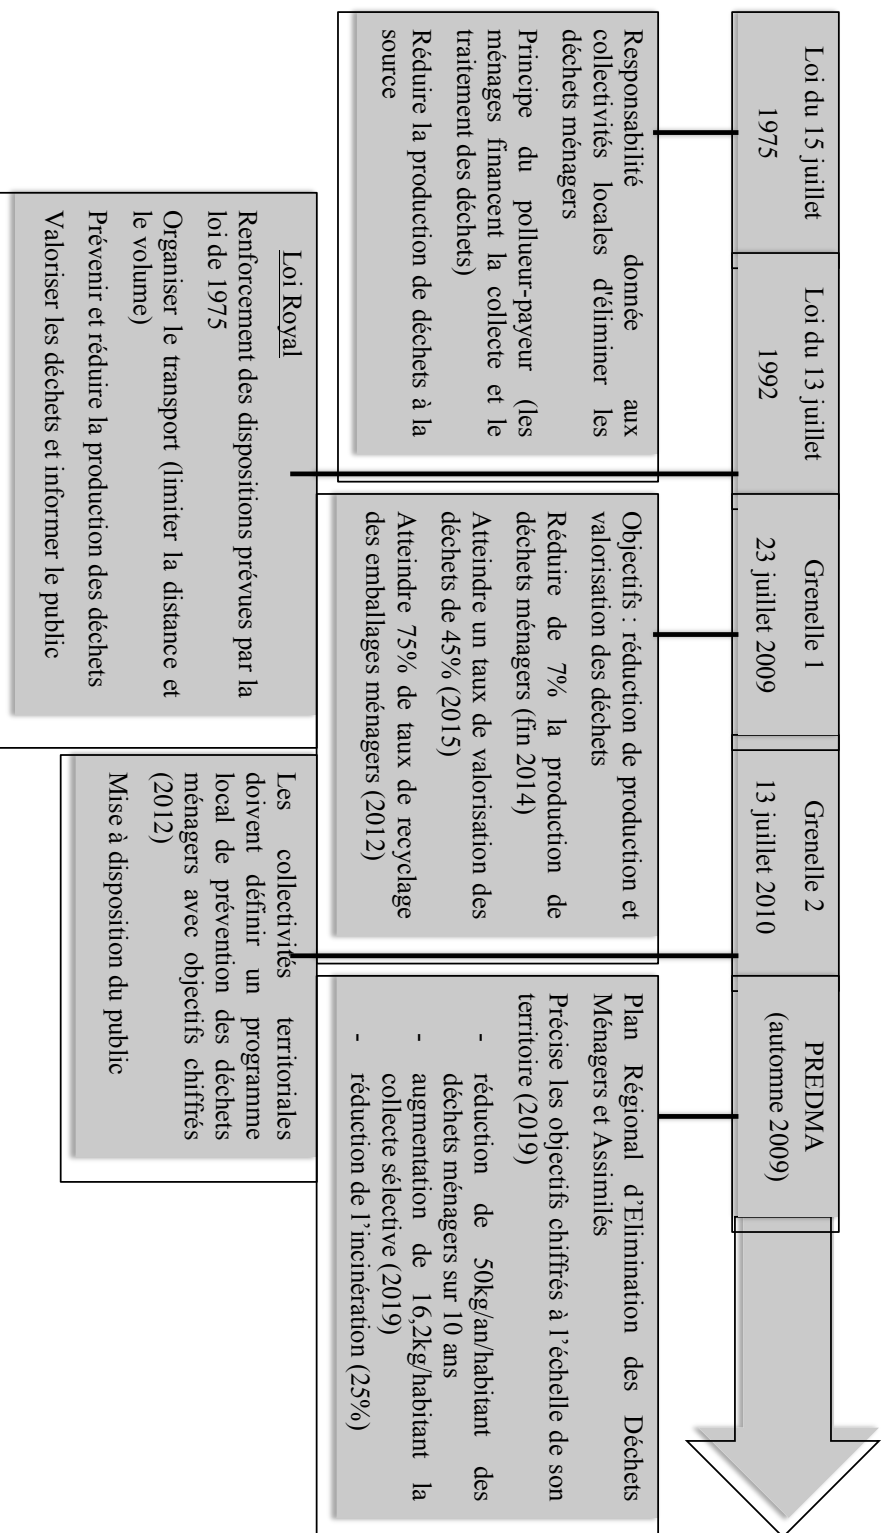 Loi du 15 juillet
1975
Loi du 13 juillet
1992
Grenelle 1
23 juillet 2009
Grenelle 2
13 juillet 2010
PREDMA
(automne 2009)
Responsabilité donnée aux
collectivités locales d'éliminer les
déchets ménagers
Principe du pollueur-payeur (les
ménages financent la collecte et le
traitement des déchets)
Réduire la production de déchets à la
source
Objectifs : réduction de production et
valorisation des déchets
Réduire de 7% la production de
déchets ménagers (fin 2014)
Atteindre un taux de valorisation des
déchets de 45% (2015)
Atteindre 75% de taux de recyclage
des emballages ménagers (2012)
Plan Régional d’Elimination des Déchets
Ménagers et Assimilés
Précise les objectifs chiffrés à l’échelle de son
territoire (2019)
- réduction de 50kg/an/habitant des
déchets ménagers sur 10 ans
- augmentation de 16,2kg/habitant la
collecte sélective (2019)
- réduction de l’incinération (25%)
Loi Royal
Renforcement des dispositions prévues par la
loi de 1975
Organiser le transport (limiter la distance et
le volume)
Prévenir et réduire la production des déchets
Valoriser les déchets et informer le public
Les collectivités territoriales
doivent définir un programme
local de prévention des déchets
ménagers avec objectifs chiffrés
(2012)
Mise à disposition du public